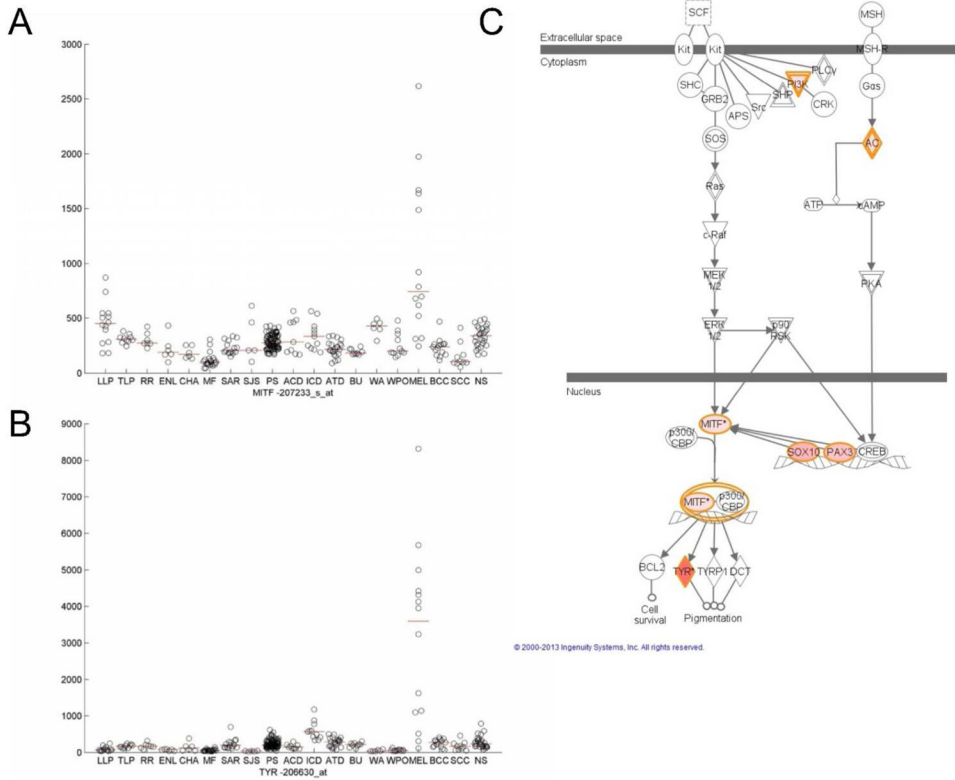 A
3000
2500
2000
1500
1000
500
0
LLP TLP RR ENL CHA MF SAR SJS PS ACD ICD ATD BU WA WPO MEL BCC SCC NS
MITF -207233_s_at
B
9000
8000
7000
6000
5000
4000
3000
2000
1000
0
LLP TLP RR ENL CHA MF SAR SJS PS ACD ICD ATD BU WA WPO MEL BCC SCC NS
TYR -206630_at
C
SCF
MSH
Extracellular space
Kit Kit MSH-R
Cytoplasm
PLCγ
SHC PI3K Gαs
GRB2 SHP
APS Src CRK
SOS AC
Ras
ATP cAMP
c-Raf
MEK
1/2
PKA
ERK
1/2
p90
RSK
Nucleus
MITF*
p300/
CBP
SOX10 PAX3 CREB
MITF* p300/
CBP
BCL2 TYR* TYRP1 DCT
Cell
survival
Pigmentation
© 2000-2013 Ingenuity Systems, Inc. All rights reserved.